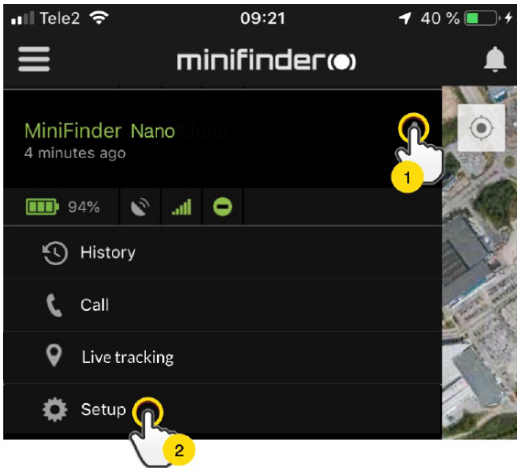 Tele2 09:21 40 %
minifinder
MiniFinder Nano
4 minutes ago
1
94%
History
Call
Live tracking
Setup
2